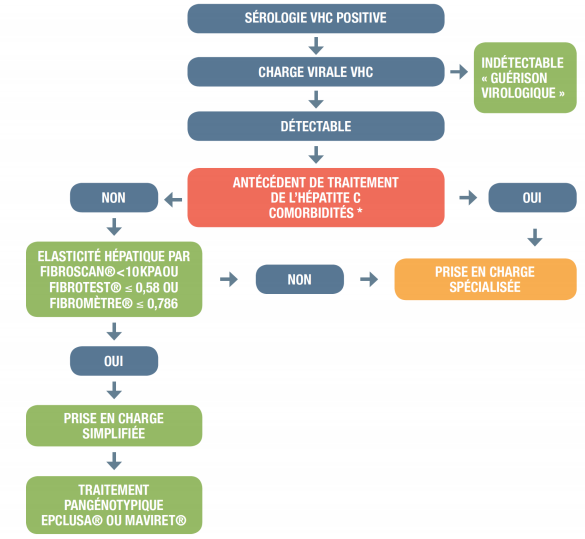 SÉROLOGIE VHC POSITIVE
CHARGE VIRALE VHC
INDÉTECTABLE
« GUÉRISON
VIROLOGIQUE »
DÉTECTABLE
ANTÉCÉDENT DE TRAITEMENT
DE L'HÉPATITE C
COMORBIDITÉS *
NON
OUI
ELASTICITÉ HÉPATIQUE PAR
FIBROSCAN®<10KPAOU
FIBROTEST® ≤ 0,58 OU
FIBROMÈTRE® ≤ 0,786
NON
PRISE EN CHARGE
SPÉCIALISÉE
OUI
PRISE EN CHARGE
SIMPLIFIÉE
TRAITEMENT
PANGÉNOTYPIQUE
EPCLUSA® OU MAVIRET®